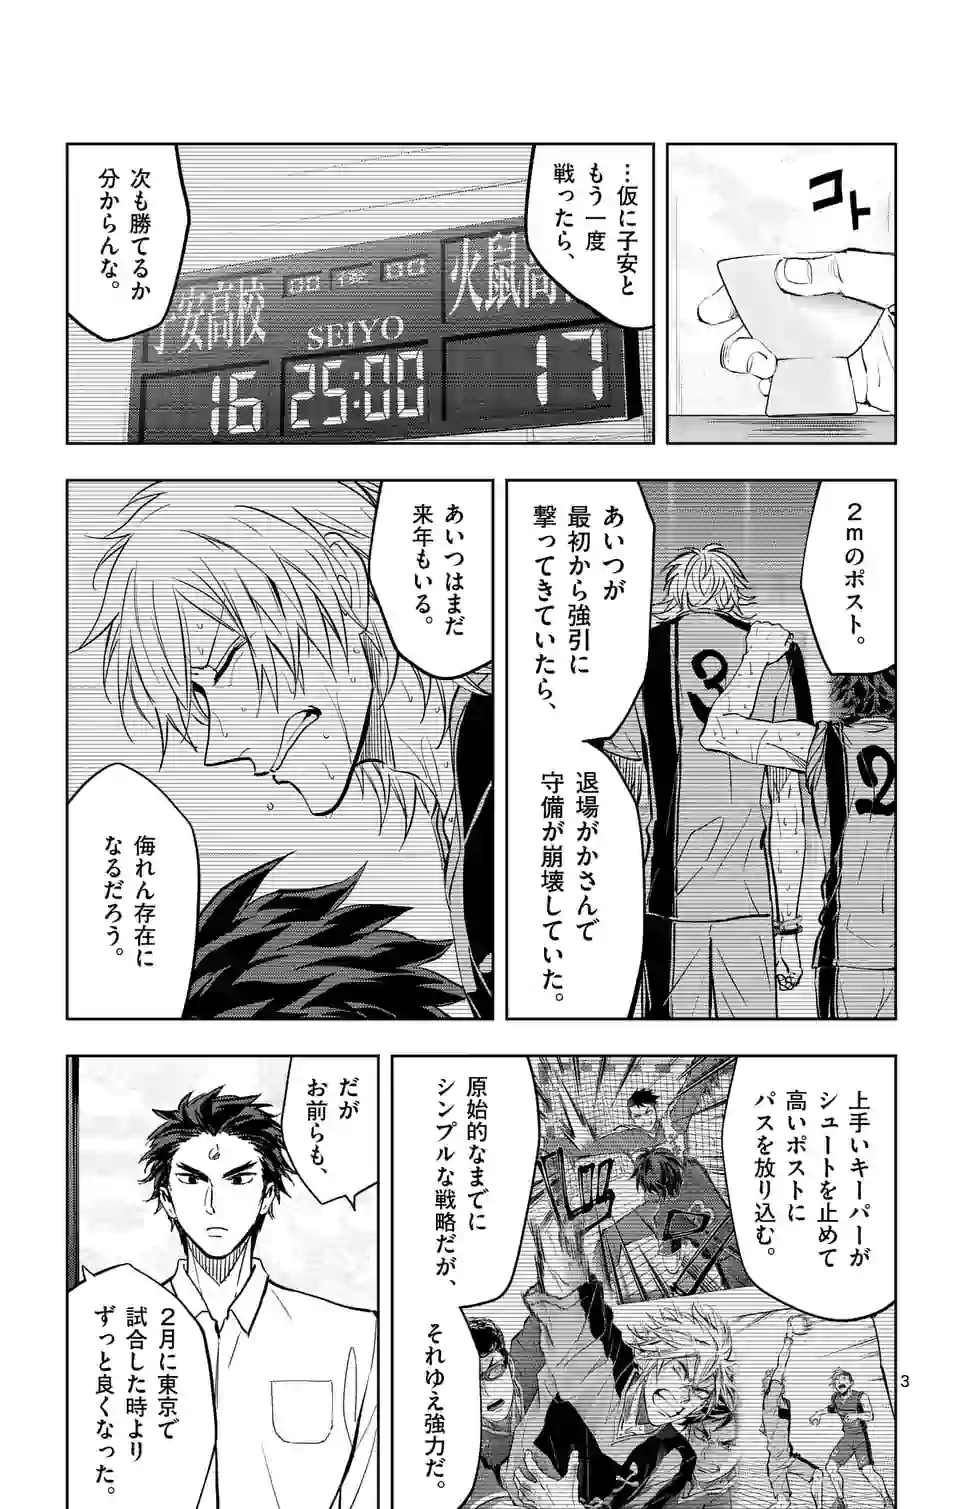 コト
…仮に子安と
もう一度
戦ったら、
火鼠高
子安高校
00
00
SEIYO
16
25:00
17
次も勝てるか
分からんな。
2mのポスト。
あいつが
最初から強引に
撃ってきていたら、
退場がかさんで
守備が崩壊していた。
3
2
あいつはまだ
来年もいる。
侮れん存在に
なるだろう。
上手いキーパーが
シュートを止めて
高いポストに
パスを放り込む。
原始的なまでに
シンプルな戦略だが、
それゆえ強力だ。
だが
お前らも、
2月に東京で
試合した時より
ずっと良くなった。
3